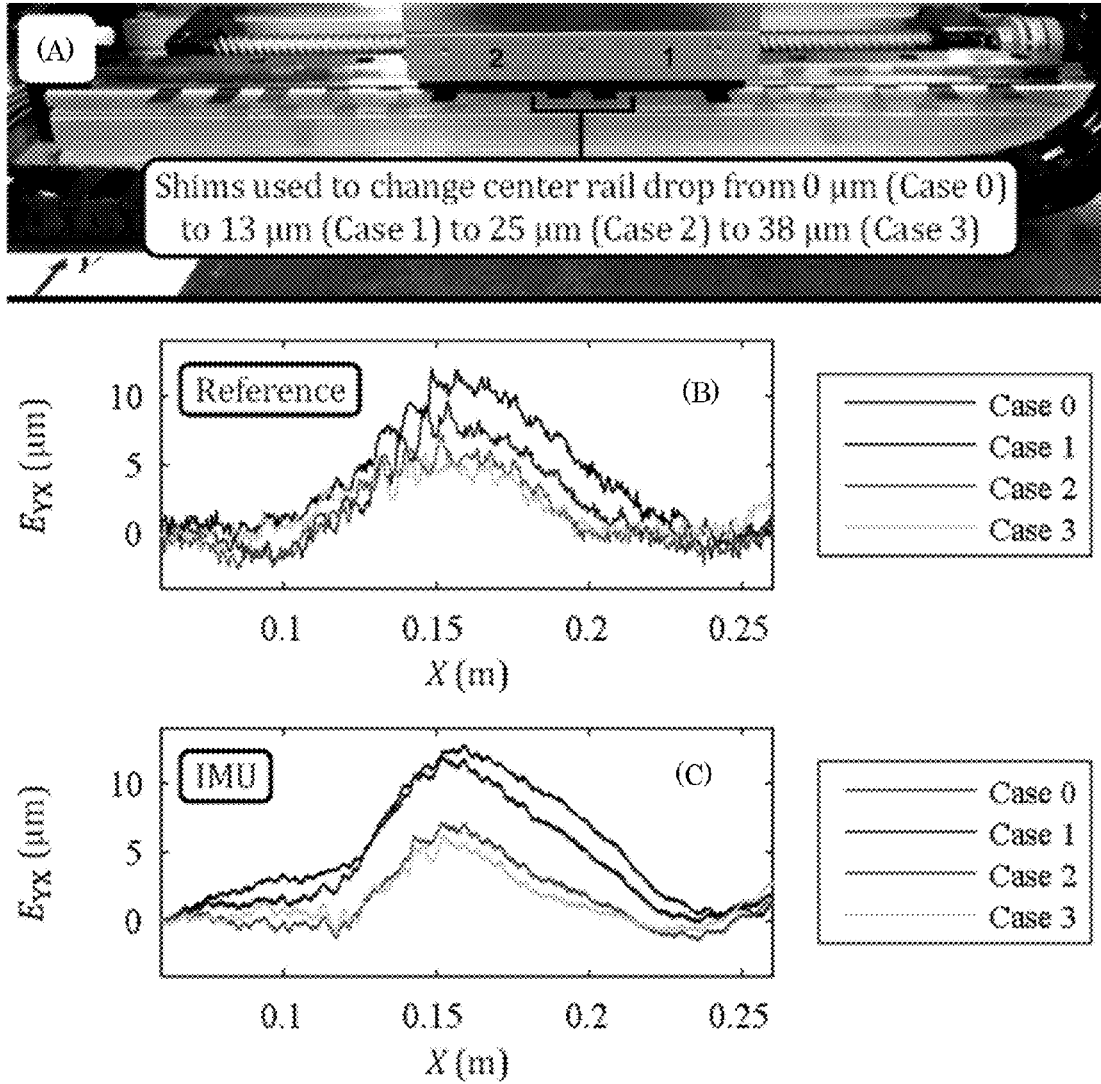 (A)
2 1
Shims used to change center rail drop from 0 µm (Case 0)
to 13 µm (Case 1) to 25 µm (Case 2) to 38 µm (Case 3)
Reference
(B)
E_YX (µm)
10
5
0
0.1 0.15 0.2 0.25
X (m)
Case 0
Case 1
Case 2
Case 3
IMU
(C)
E_YX (µm)
10
5
0
0.1 0.15 0.2 0.25
X (m)
Case 0
Case 1
Case 2
Case 3